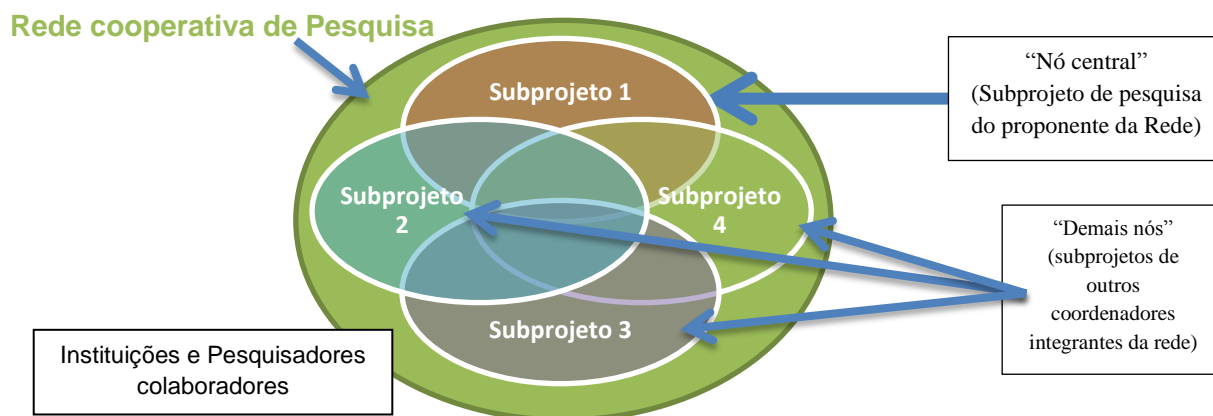 Rede cooperativa de Pesquisa
Subprojeto 1
“Nó central”
(Subprojeto de pesquisa
do proponente da Rede)
Subprojeto
2
Subprojeto
4
“Demais nós”
(subprojetos de
outros
coordenadores
integrantes da rede)
Subprojeto 3
Instituições e Pesquisadores
colaboradores